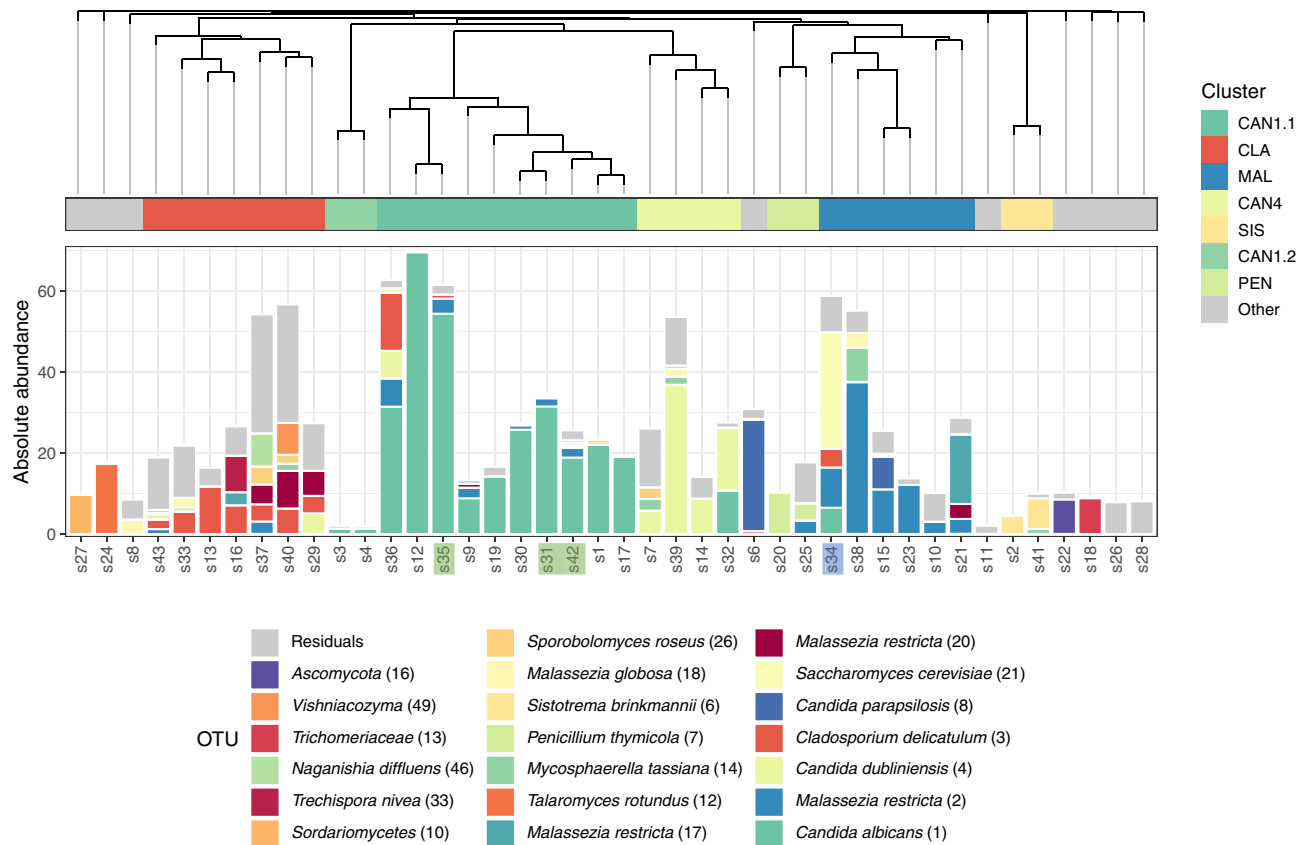 Cluster
CAN1.1
CLA
MAL
CAN4
SIS
CAN1.2
PEN
Other
Absolute abundance
60
40
20
0
s27 s24 s8 s43 s33 s13 s16 s37 s40 s29 s3 s4 s36 s12 s35 s9 s19 s30 s31 s42 s1 s17 s7 s39 s14 s32 s6 s20 s25 s34 s38 s15 s23 s10 s21 s11 s2 s41 s22 s18 s26 s28
OTU
Residuals
Ascomycota (16)
Vishniacozyma (49)
Trichomeriaceae (13)
Naganishia diffluens (46)
Trechispora nivea (33)
Sordariomycetes (10)
Sporobolomyces roseus (26)
Malassezia globosa (18)
Sistotrema brinkmannii (6)
Penicillium thymicola (7)
Mycosphaerella tassiana (14)
Talaromyces rotundus (12)
Malassezia restricta (17)
Malassezia restricta (20)
Saccharomyces cerevisiae (21)
Candida parapsilosis (8)
Cladosporium delicatulum (3)
Candida dubliniensis (4)
Malassezia restricta (2)
Candida albicans (1)